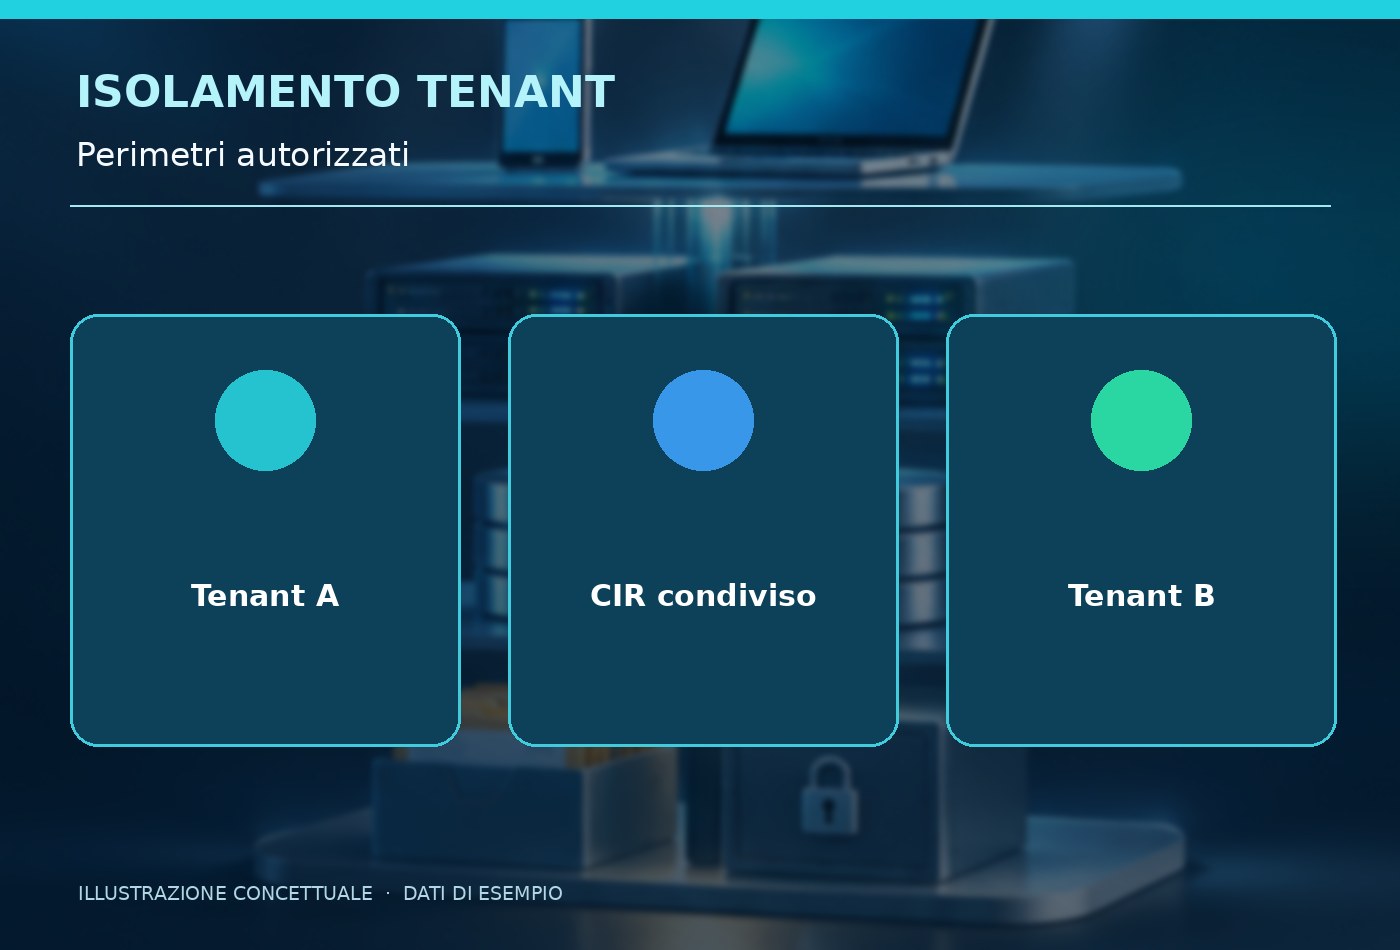 ISOLAMENTO TENANT
Perimetri autorizzati
Tenant A
CIR condiviso
Tenant B
ILLUSTRAZIONE CONCETTUALE · DATI DI ESEMPIO